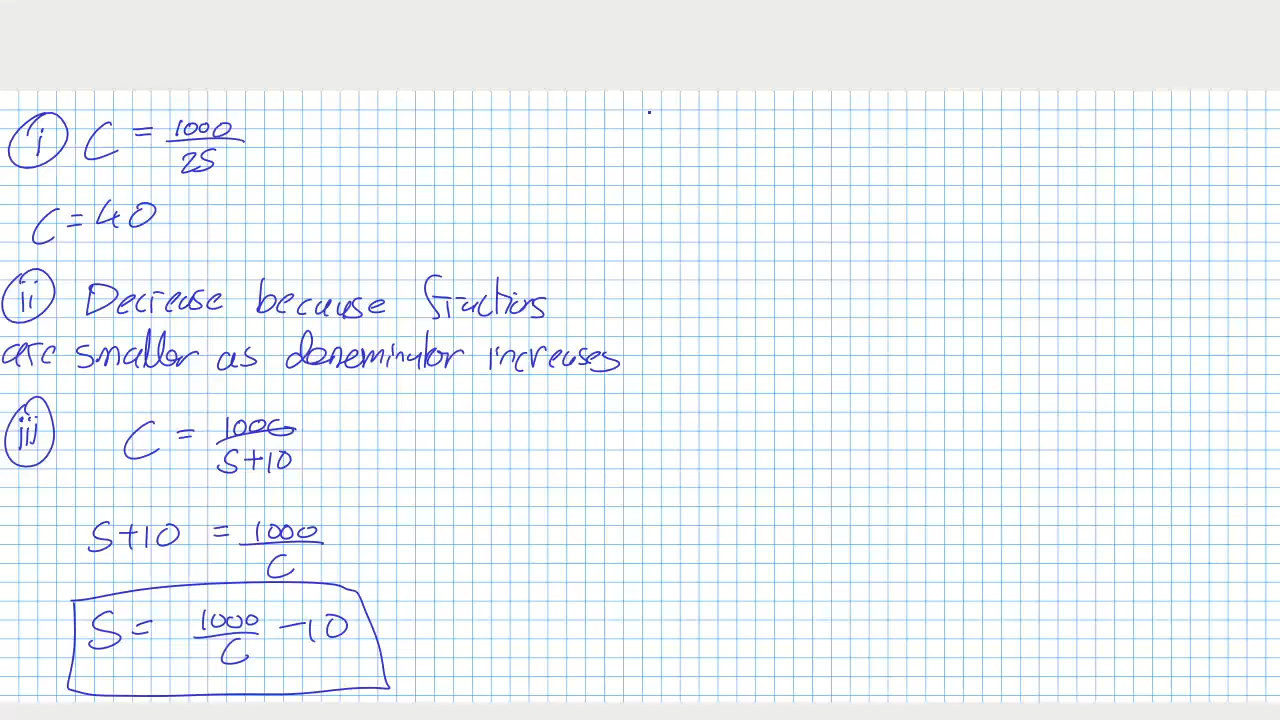 i C = 1000/25
C = 40
ii Decrease because fractions
are smaller as denominator increases
iii C = 1000/S+10
S+10 = 1000/C
S = 1000/C - 10